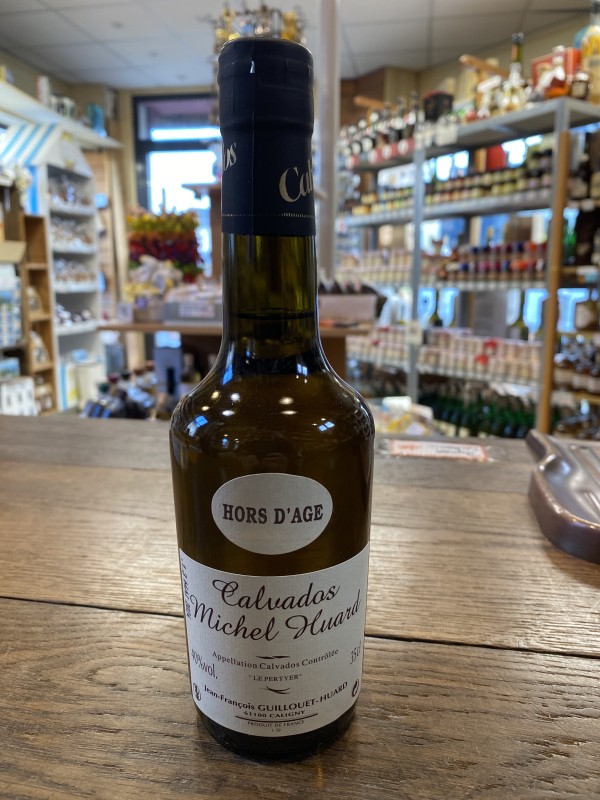 Cal
HORS D'AGE
Calvados
Michel Huard
Appellation Calvados Contrôlée
40%vol. "LE PERTYER" 35cl
Jean-François GUILLOUET-HUARD
61100 CALIGNY
PRODUIT DE FRANCE